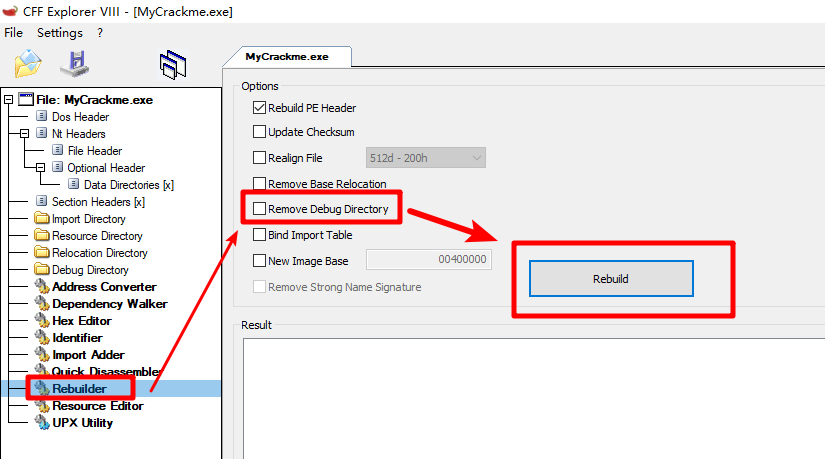 CFF Explorer VIII - [MyCrackme.exe]
File Settings ?
MyCrackme.exe
File: MyCrackme.exe
Dos Header
Nt Headers
File Header
Optional Header
Data Directories [x]
Section Headers [x]
Import Directory
Resource Directory
Relocation Directory
Debug Directory
Address Converter
Dependency Walker
Hex Editor
Identifier
Import Adder
Quick Disassembler
Rebuilder
Resource Editor
UPX Utility
Options
Rebuild PE Header
Update Checksum
Realign File 512d - 200h
Remove Base Relocation
Remove Debug Directory
Bind Import Table
New Image Base 00400000
Remove Strong Name Signature
Rebuild
Result